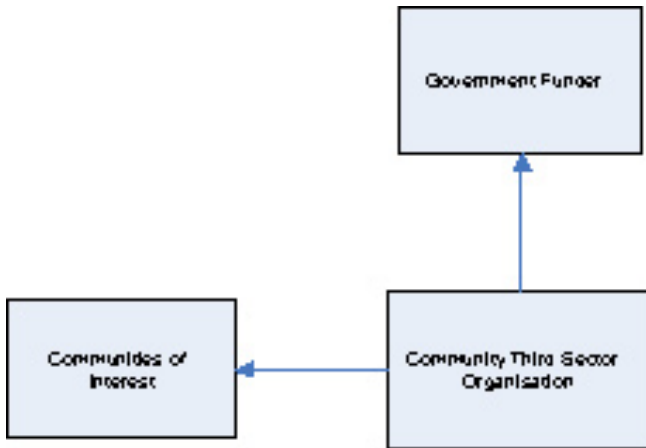 Government Funder
Communities of
Interest
Community Third Sector
Organisation